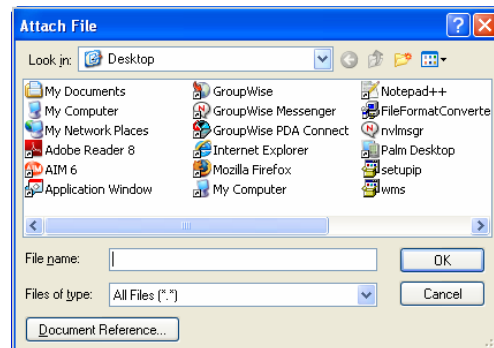 Attach File
Look in: Desktop
My Documents GroupWise Notepad++
My Computer GroupWise Messenger FileFormatConverte
My Network Places GroupWise PDA Connect nvlmsgr
Adobe Reader 8 Internet Explorer Palm Desktop
AIM 6 Mozilla Firefox setupip
Application Window My Computer wms
File name: OK
Files of type: All Files (*.*) Cancel
Document Reference...